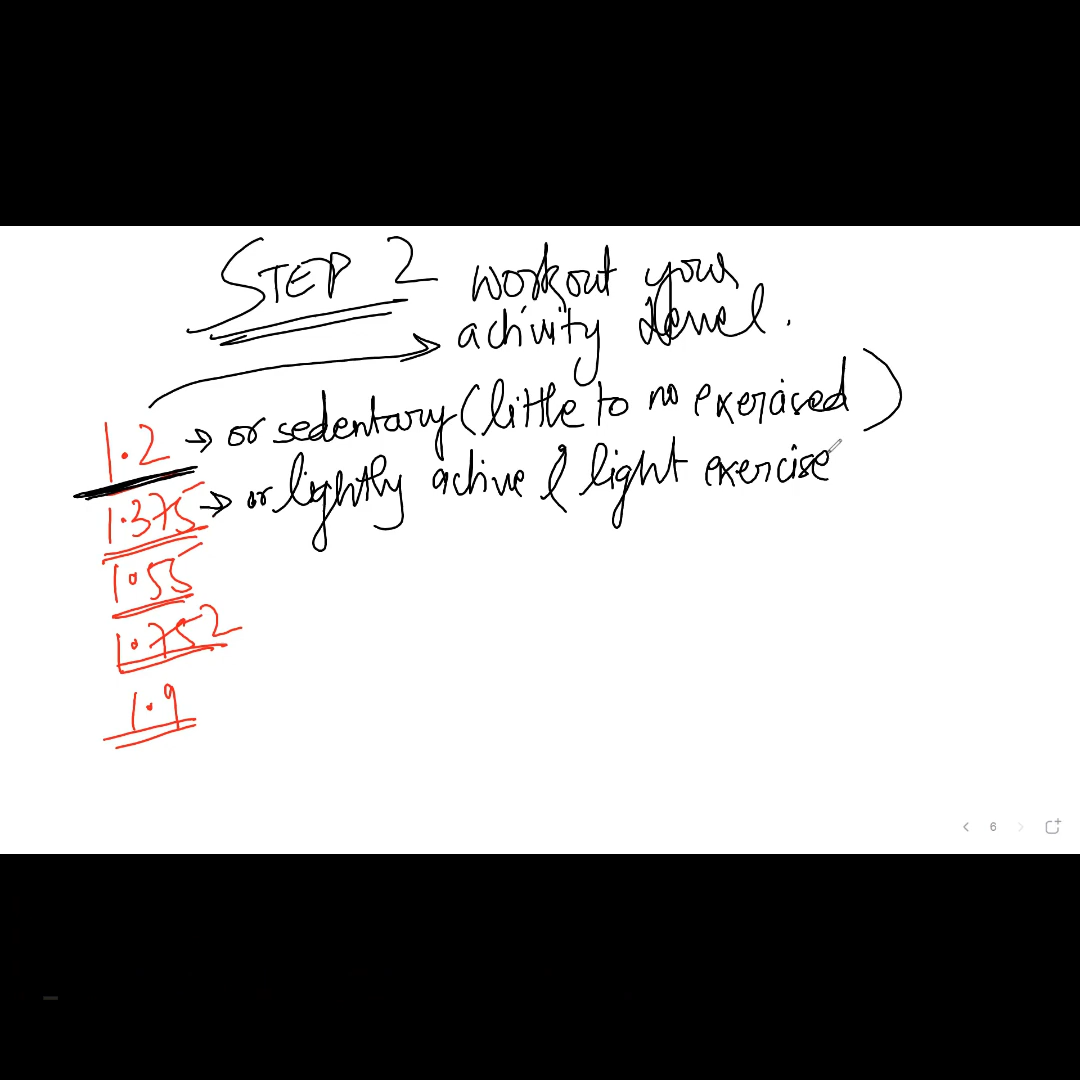 STEP 2 workout your
activity level.
1.2 → or sedentary (little to no exercised)
1.375 → or lightly active & light exercise
1.55
1.752
1.9
6